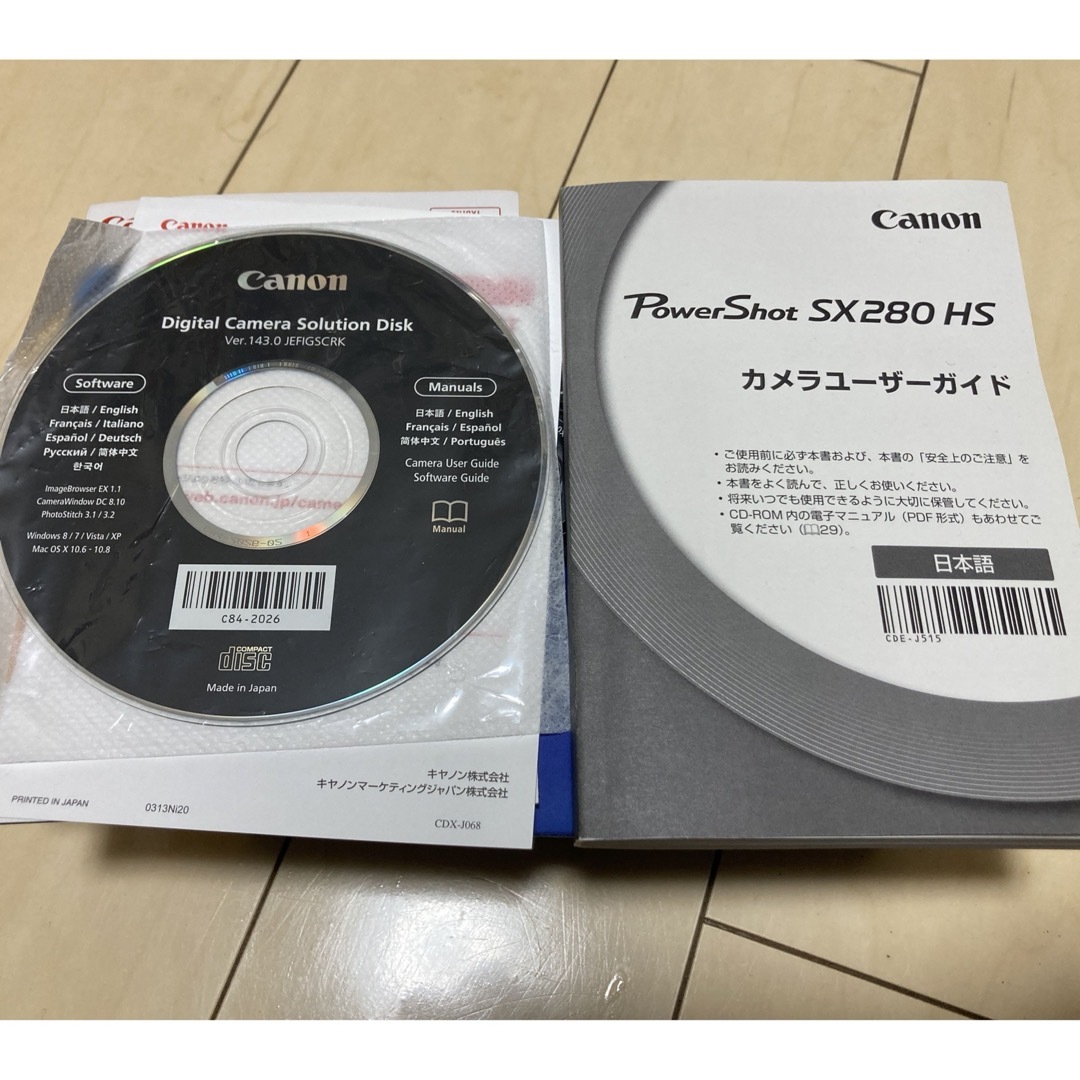 Canon
Canon
Digital Camera Solution Disk
Ver.143.0 JEFIGSCRK
Software
日本語 / English
Français / Italiano
Español / Deutsch
Русский / 简体中文
한국어
ImageBrowser EX 1.1
CameraWindow DC 8.10
PhotoStitch 3.1 / 3.2
Windows 8 / 7 / Vista / XP
Mac OS X 10.6 - 10.8
Manuals
日本語 / English
Français / Español
简体中文 / Português
Camera User Guide
Software Guide
Manual
C84-2026
COMPACT
disc
Made in Japan
キヤノン株式会社
キヤノンマーケティングジャパン株式会社
PRINTED IN JAPAN
0313Ni20
CDX-J068
Canon
PowerShot SX280 HS
カメラユーザーガイド
・ご使用前に必ず本書および、本書の「安全上のご注意」を
お読みください。
・本書をよく読んで、正しくお使いください。
・将来いつでも使用できるように大切に保管してください。
・CD-ROM 内の電子マニュアル（PDF 形式）もあわせてご
覧ください（29）。
日本語
CDE-J515